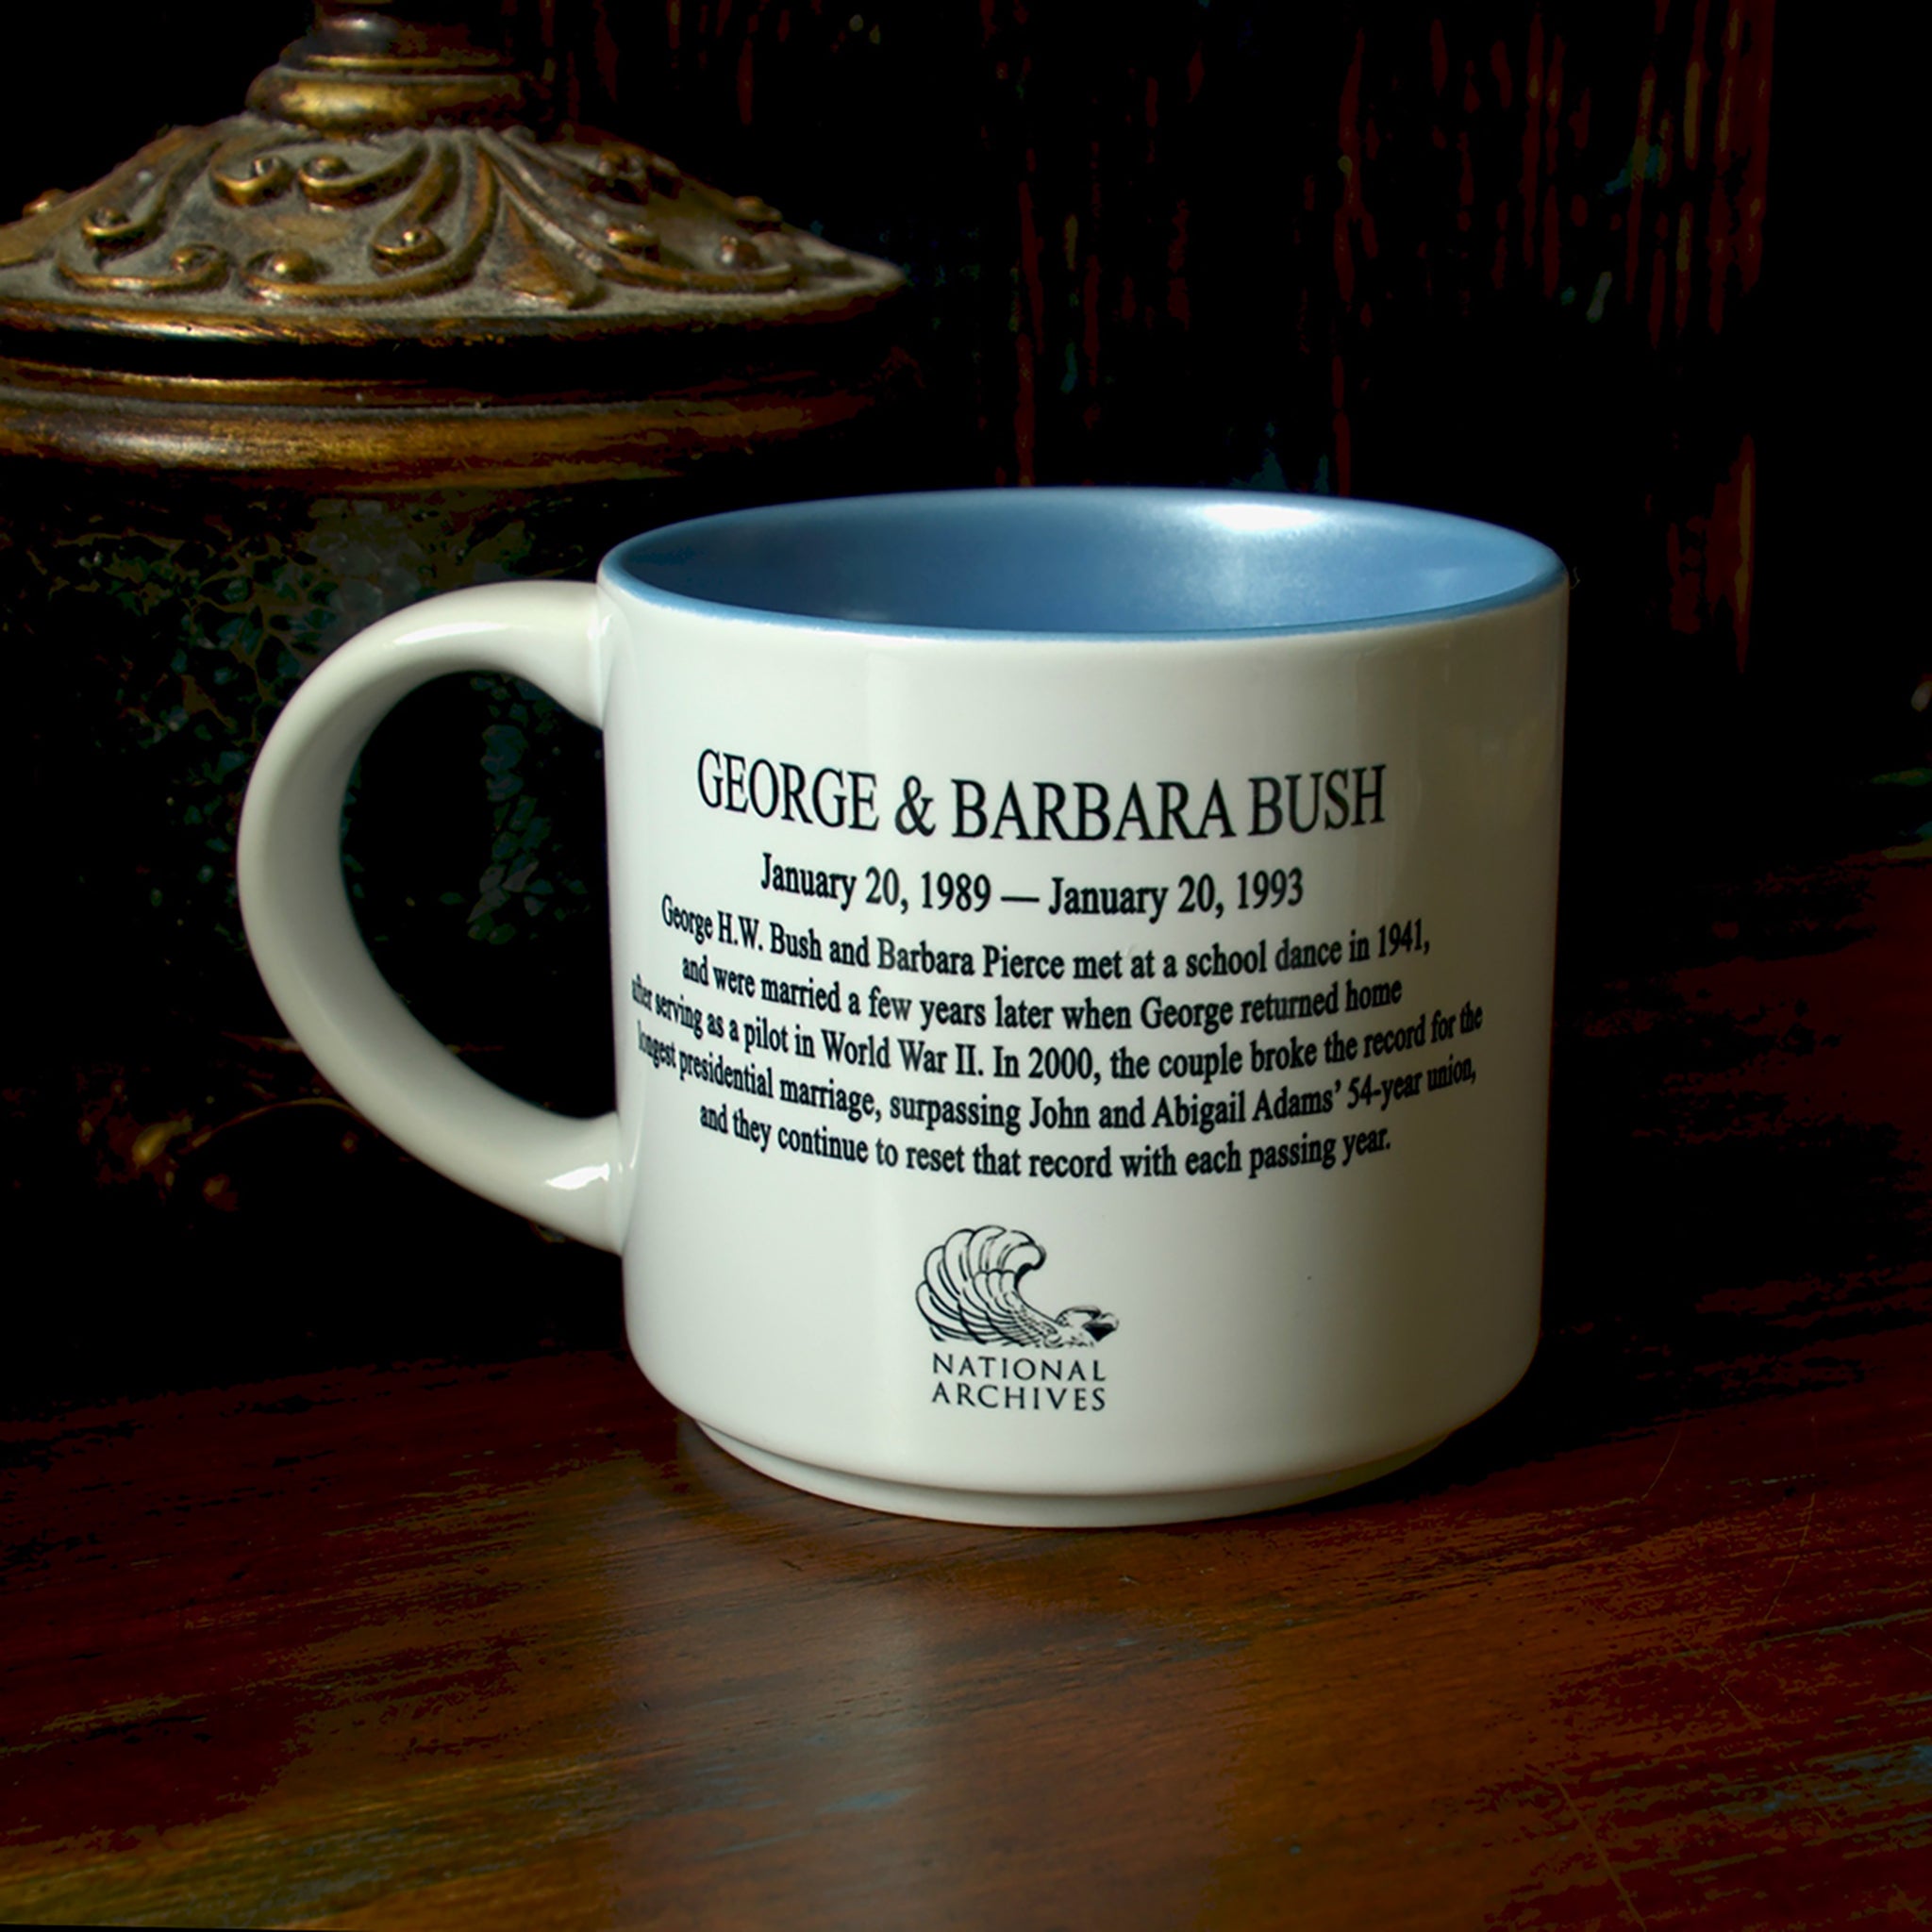 GEORGE & BARBARA BUSH
January 20, 1989 — January 20, 1993
George H.W. Bush and Barbara Pierce met at a school dance in 1941,
and were married a few years later when George returned home
after serving as a pilot in World War II. In 2000, the couple broke the record for the
longest presidential marriage, surpassing John and Abigail Adams’ 54-year union,
and they continue to reset that record with each passing year.
NATIONAL
ARCHIVES